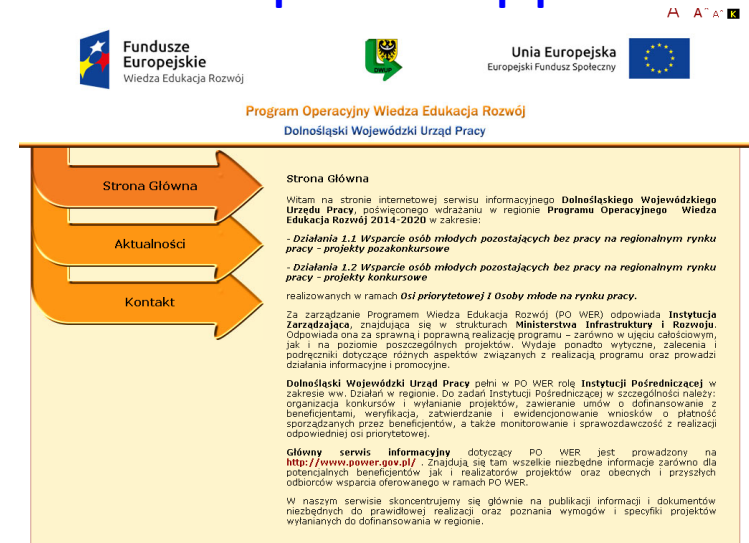 A A A K
Fundusze
Europejskie
Wiedza Edukacja Rozwój
DWUP
Unia Europejska
Europejski Fundusz Społeczny
Program Operacyjny Wiedza Edukacja Rozwój
Dolnośląski Wojewódzki Urząd Pracy
Strona Główna
Aktualności
Kontakt
Strona Główna
Witam na stronie internetowej serwisu informacyjnego Dolnośląskiego Wojewódzkiego
Urzędu Pracy, poświęconego wdrażaniu w regionie Programu Operacyjnego Wiedza
Edukacja Rozwój 2014-2020 w zakresie:
- Działania 1.1 Wsparcie osób młodych pozostających bez pracy na regionalnym rynku
pracy – projekty pozakonkursowe
- Działania 1.2 Wsparcie osób młodych pozostających bez pracy na regionalnym rynku
pracy – projekty konkursowe
realizowanych w ramach Osi priorytetowej I Osoby młode na rynku pracy.
Za zarządzanie Programem Wiedza Edukacja Rozwój (PO WER) odpowiada Instytucja
Zarządzająca, znajdująca się w strukturach Ministerstwa Infrastruktury i Rozwoju.
Odpowiada ona za sprawną i poprawną realizację programu – zarówno w ujęciu całościowym,
jak i na poziomie poszczególnych projektów. Wydaje ponadto wytyczne, zalecenia i
podręczniki dotyczące różnych aspektów związanych z realizacją programu oraz prowadzi
działania informacyjne i promocyjne.
Dolnośląski Wojewódzki Urząd Pracy pełni w PO WER rolę Instytucji Pośredniczącej w
zakresie ww. Działań w regionie. Do zadań Instytucji Pośredniczącej w szczególności należy:
organizacja konkursów i wyłanianie projektów, zawieranie umów o dofinansowanie z
beneficjentami, weryfikacja, zatwierdzanie i ewidencjonowanie wniosków o płatność
sporządzanych przez beneficjentów, a także monitorowanie i sprawozdawczość z realizacji
odpowiedniej osi priorytetowej.
Główny serwis informacyjny dotyczący PO WER jest prowadzony na
http://www.power.gov.pl/ . Znajdują się tam wszelkie niezbędne informacje zarówno dla
potencjalnych beneficjentów jak i realizatorów projektów oraz obecnych i przyszłych
odbiorców wsparcia oferowanego w ramach PO WER.
W naszym serwisie skoncentrujemy się głównie na publikacji informacji i dokumentów
niezbędnych do prawidłowej realizacji oraz poznania wymogów i specyfiki projektów
wyłanianych do dofinansowania w regionie.